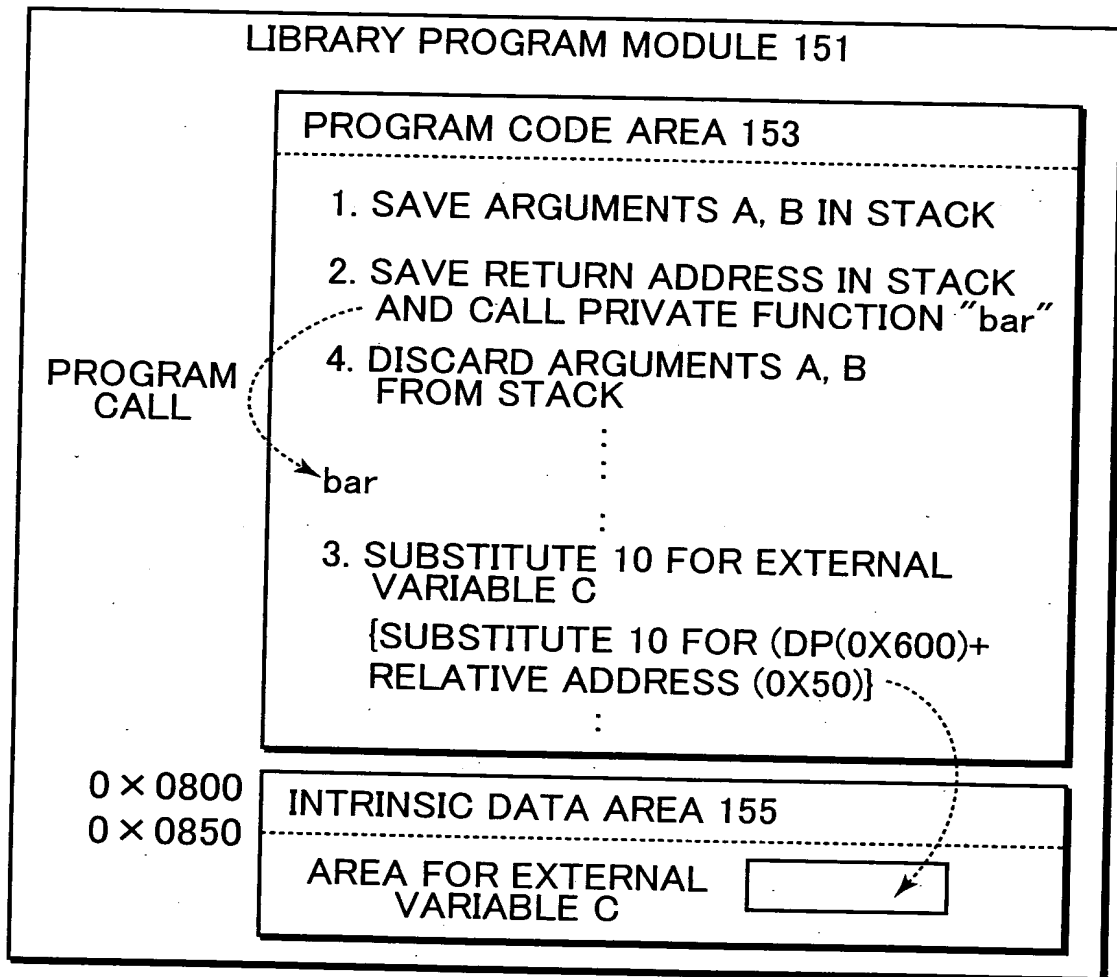 LIBRARY PROGRAM MODULE 151
PROGRAM CODE AREA 153
1. SAVE ARGUMENTS A, B IN STACK
2. SAVE RETURN ADDRESS IN STACK
AND CALL PRIVATE FUNCTION "bar"
4. DISCARD ARGUMENTS A, B
FROM STACK
PROGRAM
CALL
bar
3. SUBSTITUTE 10 FOR EXTERNAL
VARIABLE C
{SUBSTITUTE 10 FOR (DP(0X600)+
RELATIVE ADDRESS (0X50)}
0×0800
0×0850
INTRINSIC DATA AREA 155
AREA FOR EXTERNAL
VARIABLE C